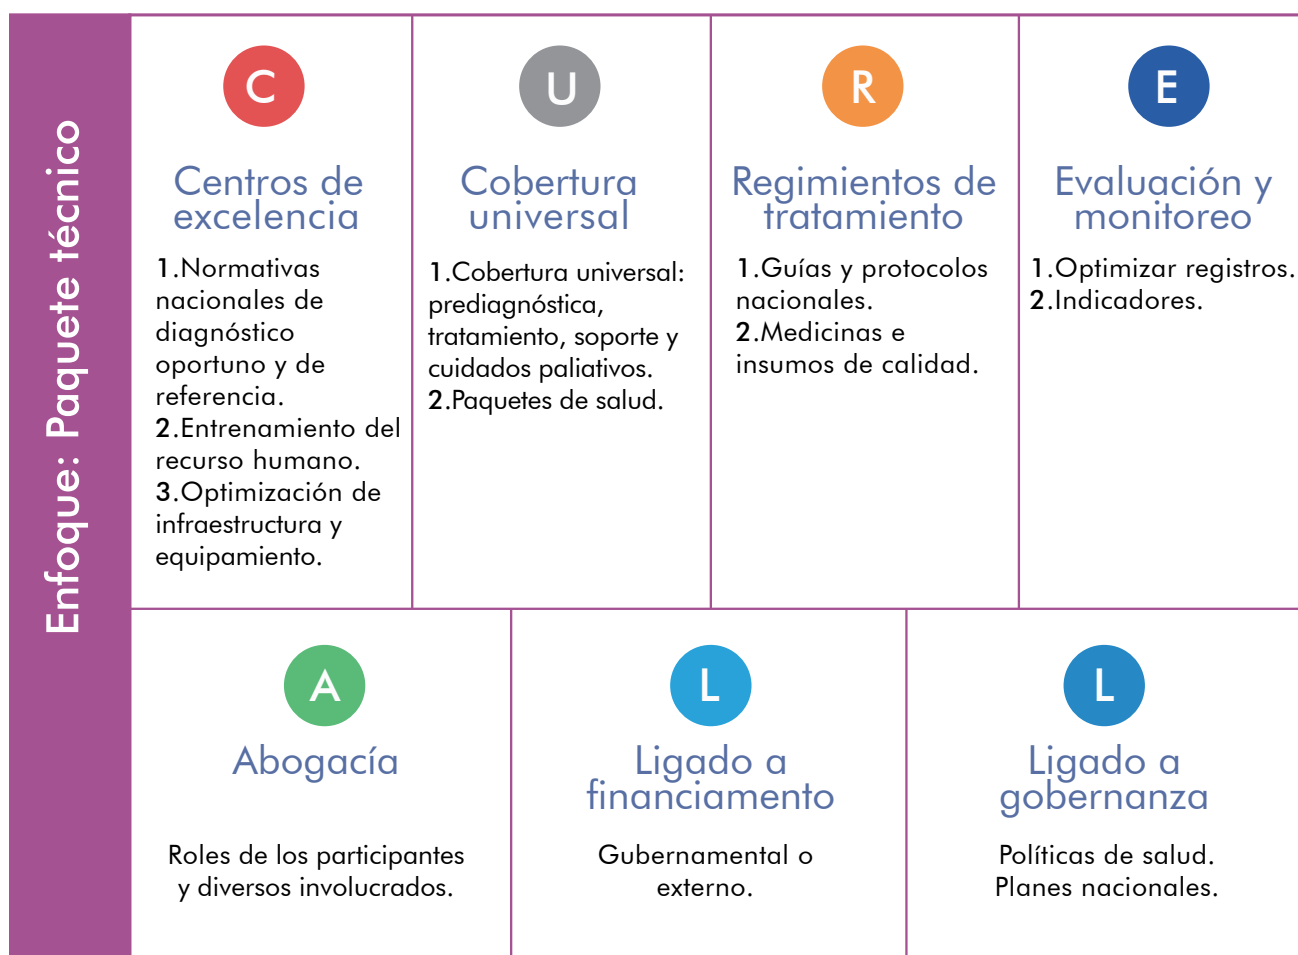 Enfoque: Paquete técnico
C
Centros de
excelencia
1.Normativas
nacionales de
diagnóstico
oportuno y de
referencia.
2.Entrenamiento del
recurso humano.
3.Optimización de
infraestructura y
equipamiento.
U
Cobertura
universal
1.Cobertura universal:
prediagnóstica,
tratamiento, soporte y
cuidados paliativos.
2.Paquetes de salud.
R
Regimientos de
tratamiento
1.Guías y protocolos
nacionales.
2.Medicinas e
insumos de calidad.
E
Evaluación y
monitoreo
1.Optimizar registros.
2.Indicadores.
A
Abogacía
Roles de los participantes
y diversos involucrados.
L
Ligado a
financiamento
Gubernamental o
externo.
L
Ligado a
gobernanza
Políticas de salud.
Planes nacionales.